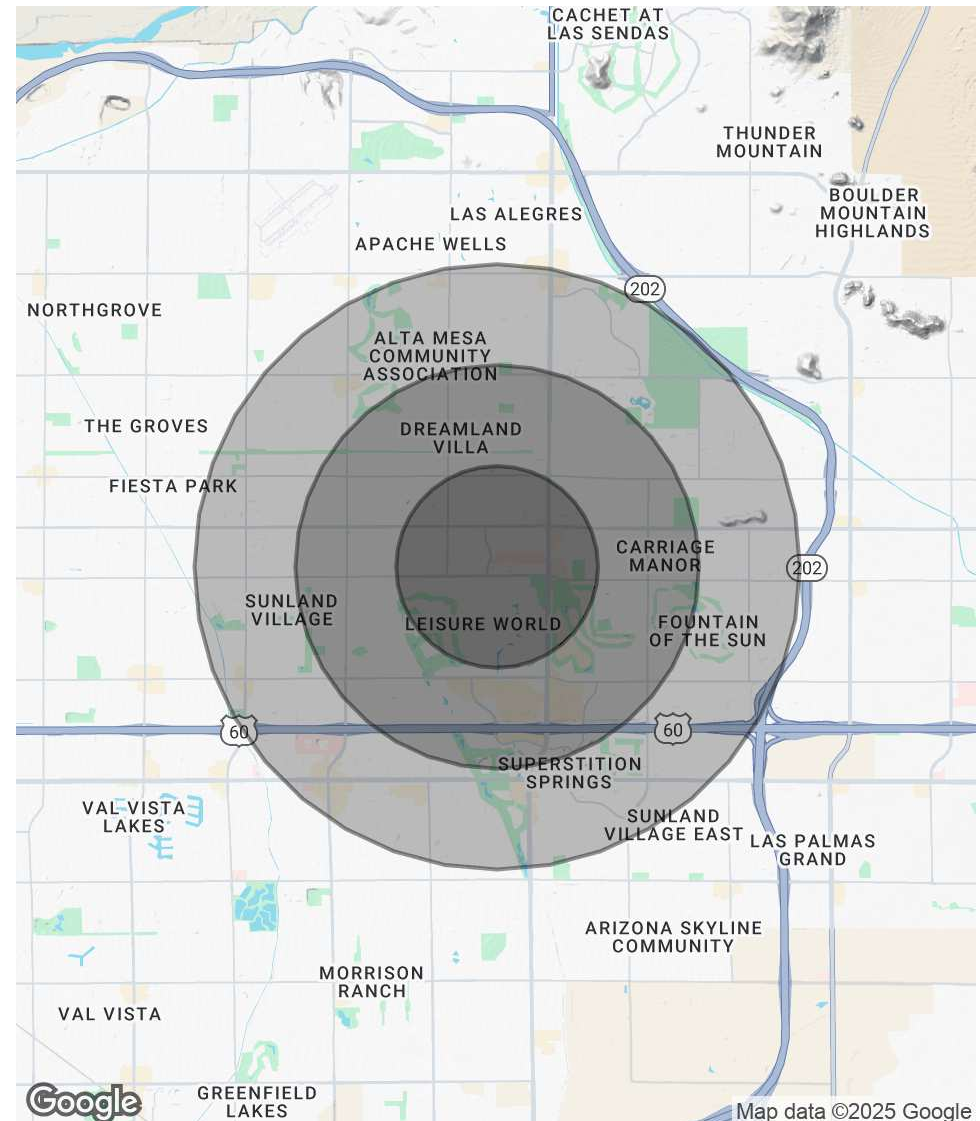 CACHET AT
LAS SENDAS
THUNDER
MOUNTAIN
BOULDER
MOUNTAIN
HIGHLANDS
LAS ALEGRES
APACHE WELLS
202
NORTHGROVE
ALTA MESA
COMMUNITY
ASSOCIATION
THE GROVES
DREAMLAND
VILLA
FIESTA PARK
CARRIAGE
MANOR
202
SUNLAND
VILLAGE
LEISURE WORLD
FOUNTAIN
OF THE SUN
60
60
SUPERSTITION
SPRINGS
VAL VISTA
LAKES
SUNLAND
VILLAGE EAST
LAS PALMAS
GRAND
ARIZONA SKYLINE
COMMUNITY
MORRISON
RANCH
VAL VISTA
GREENFIELD
LAKES
Google
Map data ©2025 Google